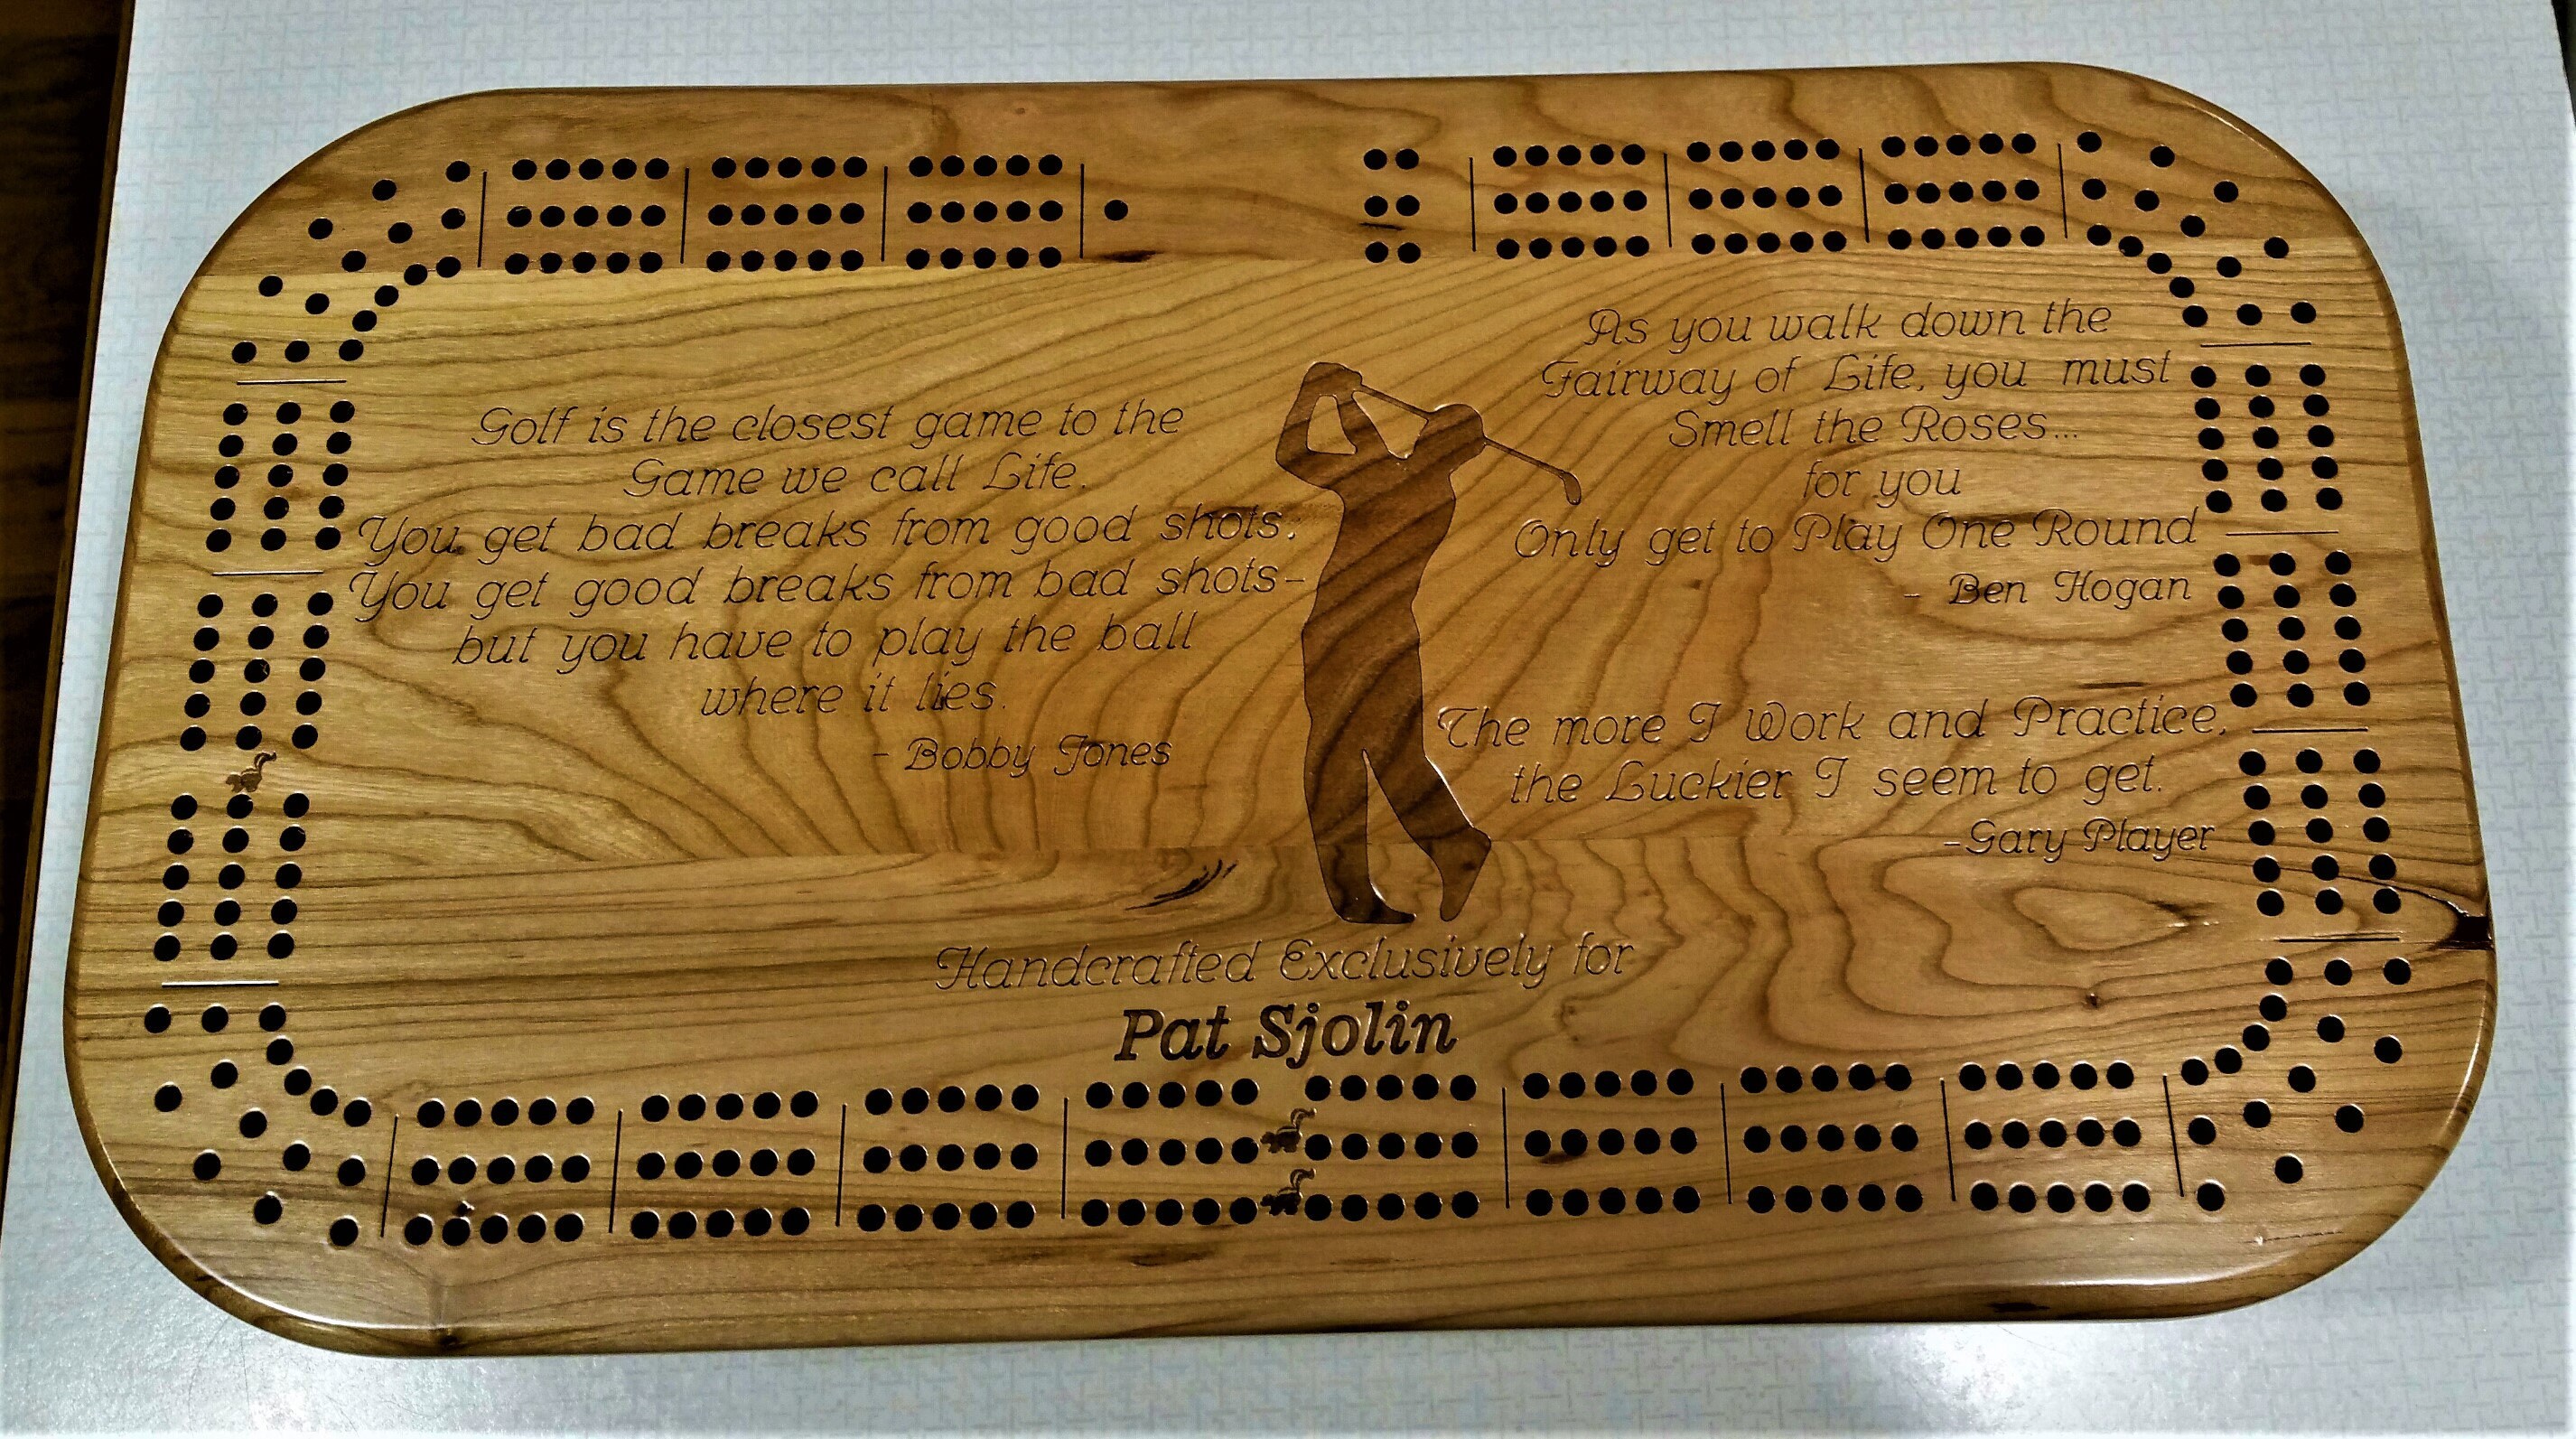 Golf is the closest game to the
Game we call Life.
You get bad breaks from good shots;
You get good breaks from bad shots-
but you have to play the ball
where it lies.
- Bobby Jones
As you walk down the
Fairway of Life, you must
Smell the Roses...
for you
Only get to Play One Round
- Ben Hogan
The more I Work and Practice,
the Luckier I seem to get.
-Gary Player
Handcrafted Exclusively for
Pat Sjolin